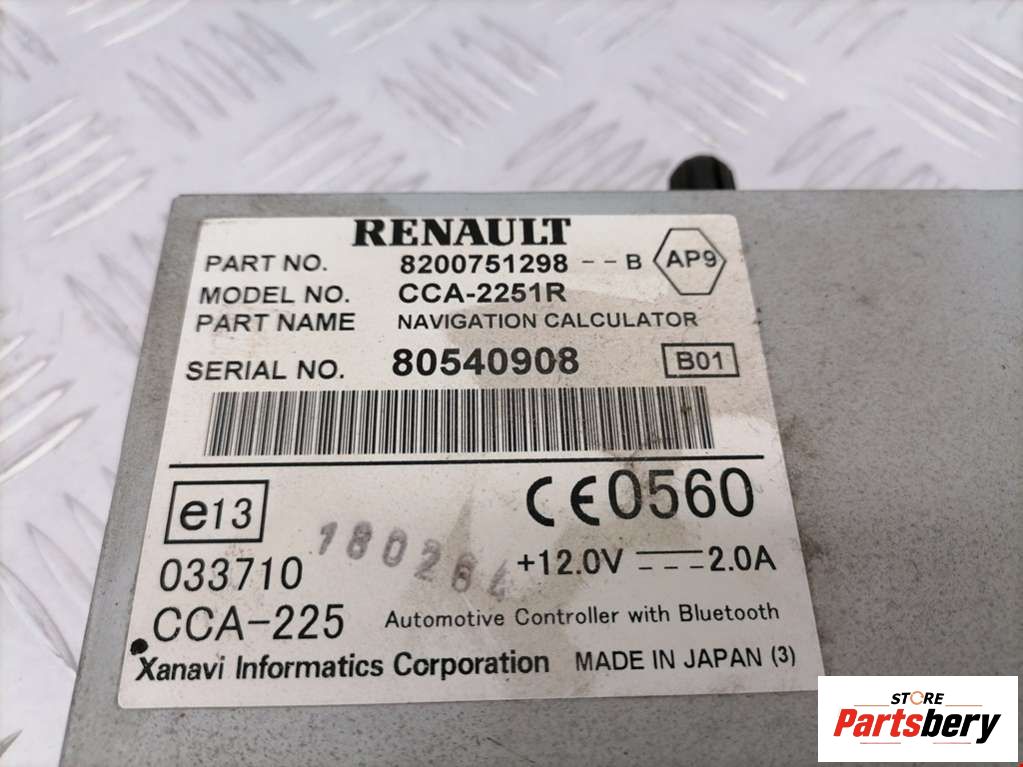 RENAULT
PART NO. 8200751298 -- B AP9
MODEL NO. CCA-2251R
PART NAME NAVIGATION CALCULATOR
SERIAL NO. 80540908 B01
e13 CE0560
180264
033710 +12.0V 2.0A
CCA-225 Automotive Controller with Bluetooth
Xanavi Informatics Corporation MADE IN JAPAN (3)
STORE
Partsbery